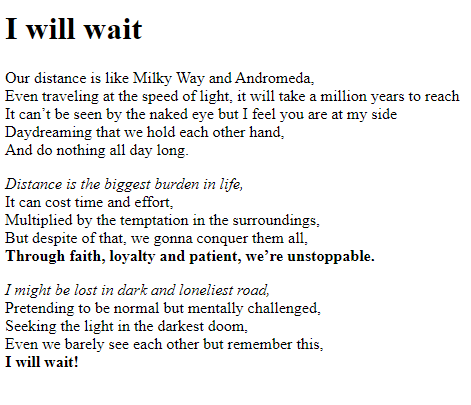 I will wait
Our distance is like Milky Way and Andromeda,
Even traveling at the speed of light, it will take a million years to reach
It can’t be seen by the naked eye but I feel you are at my side
Daydreaming that we hold each other hand,
And do nothing all day long.
Distance is the biggest burden in life,
It can cost time and effort,
Multiplied by the temptation in the surroundings,
But despite of that, we gonna conquer them all,
Through faith, loyalty and patient, we’re unstoppable.
I might be lost in dark and loneliest road,
Pretending to be normal but mentally challenged,
Seeking the light in the darkest doom,
Even we barely see each other but remember this,
I will wait!